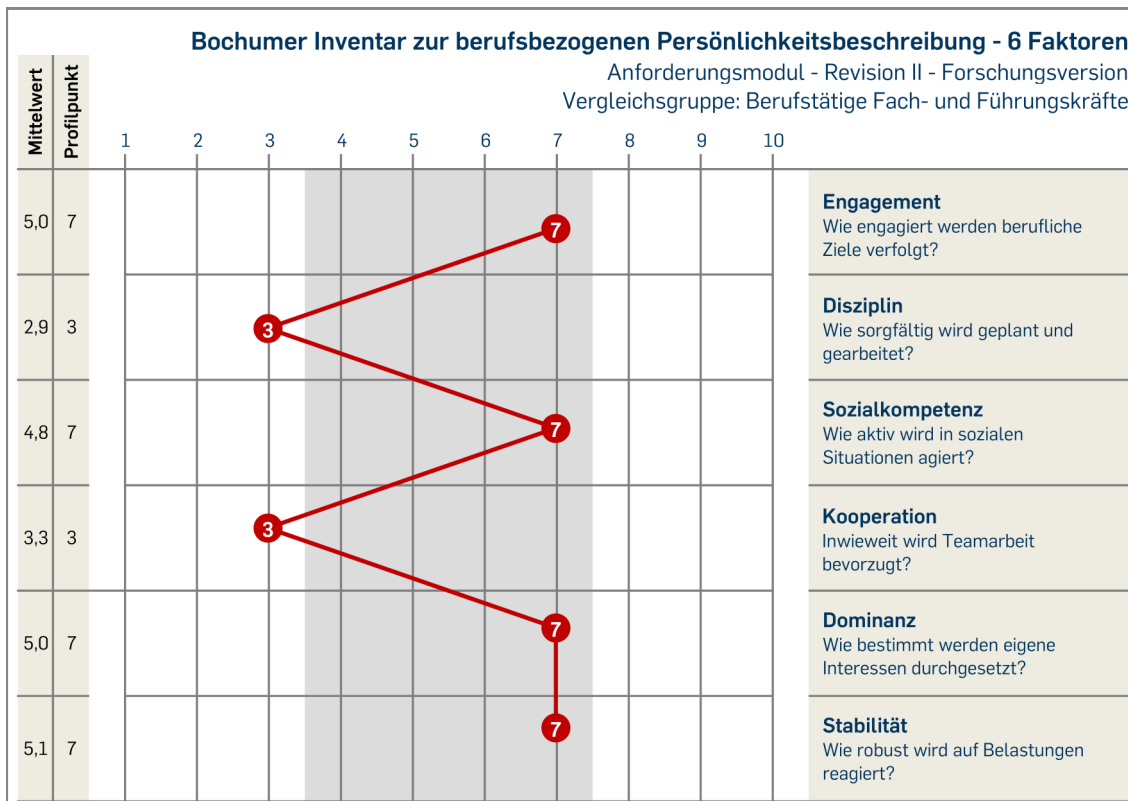 Bochumer Inventar zur berufsbezogenen Persönlichkeitsbeschreibung - 6 Faktoren
Anforderungsmodul - Revision II - Forschungsversion
Vergleichsgruppe: Berufstätige Fach- und Führungskräfte
Mittelwert Profilpunkt
1 2 3 4 5 6 7 8 9 10
5,0 7 7
Engagement
Wie engagiert werden berufliche
Ziele verfolgt?
2,9 3 3
Disziplin
Wie sorgfältig wird geplant und
gearbeitet?
4,8 7 7
Sozialkompetenz
Wie aktiv wird in sozialen
Situationen agiert?
3,3 3 3
Kooperation
Inwieweit wird Teamarbeit
bevorzugt?
5,0 7 7
Dominanz
Wie bestimmt werden eigene
Interessen durchgesetzt?
5,1 7 7
Stabilität
Wie robust wird auf Belastungen
reagiert?